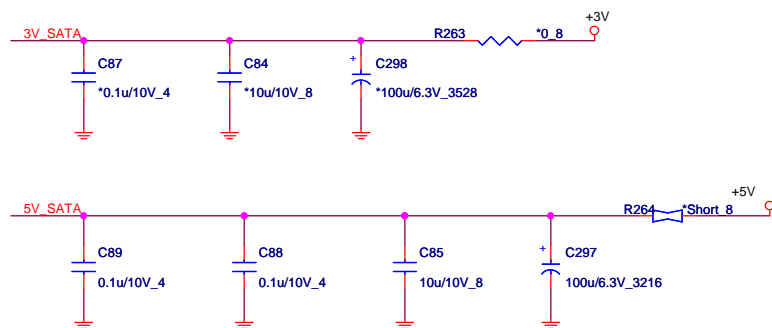 +3V
3V_SATA R263 *0_8
C87 C84 + C298
*0.1u/10V_4 *10u/10V_8 *100u/6.3V_3528
+5V
5V_SATA R264 *Short_8
C89 C88 C85 + C297
0.1u/10V_4 0.1u/10V_4 10u/10V_8 100u/6.3V_3216